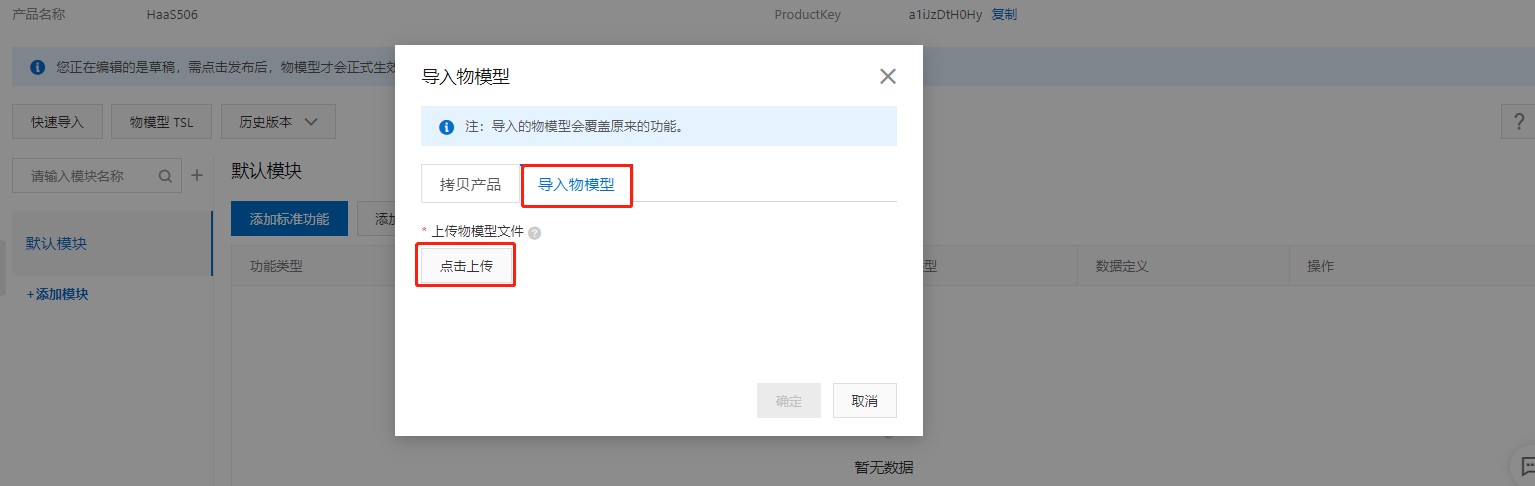 产品名称 HaaS506 ProductKey a1iJzDtH0Hy 复制
您正在编辑的是草稿，需点击发布后，物模型才会正式生效
快速导入 物模型 TSL 历史版本 ?
请输入模块名称 +
默认模块
+添加模块
默认模块
添加标准功能 添加
功能类型 型 数据定义 操作
暂无数据
导入物模型
注：导入的物模型会覆盖原来的功能。
拷贝产品 导入物模型
* 上传物模型文件 ?
点击上传
确定 取消